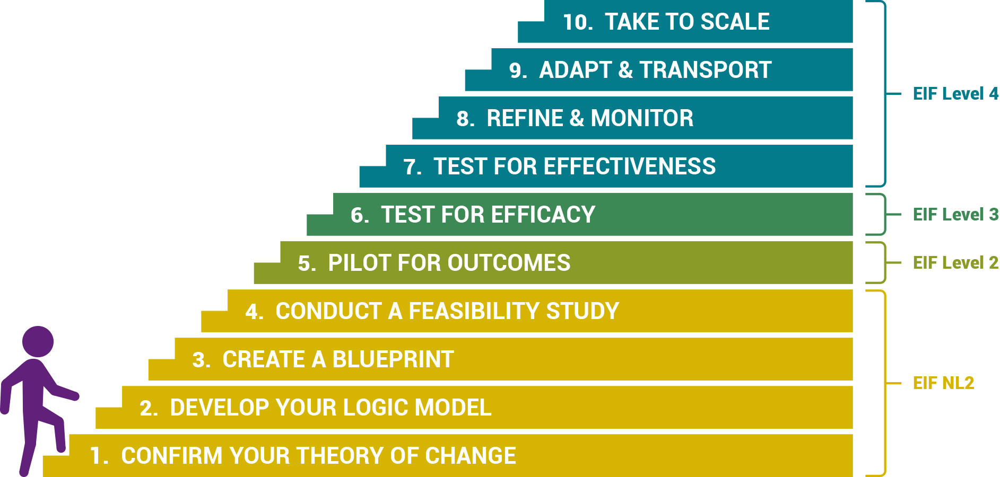 10. TAKE TO SCALE
9. ADAPT & TRANSPORT
EIF Level 4
8. REFINE & MONITOR
7. TEST FOR EFFECTIVENESS
6. TEST FOR EFFICACY
EIF Level 3
5. PILOT FOR OUTCOMES
EIF Level 2
4. CONDUCT A FEASIBILITY STUDY
3. CREATE A BLUEPRINT
EIF NL2
2. DEVELOP YOUR LOGIC MODEL
1. CONFIRM YOUR THEORY OF CHANGE